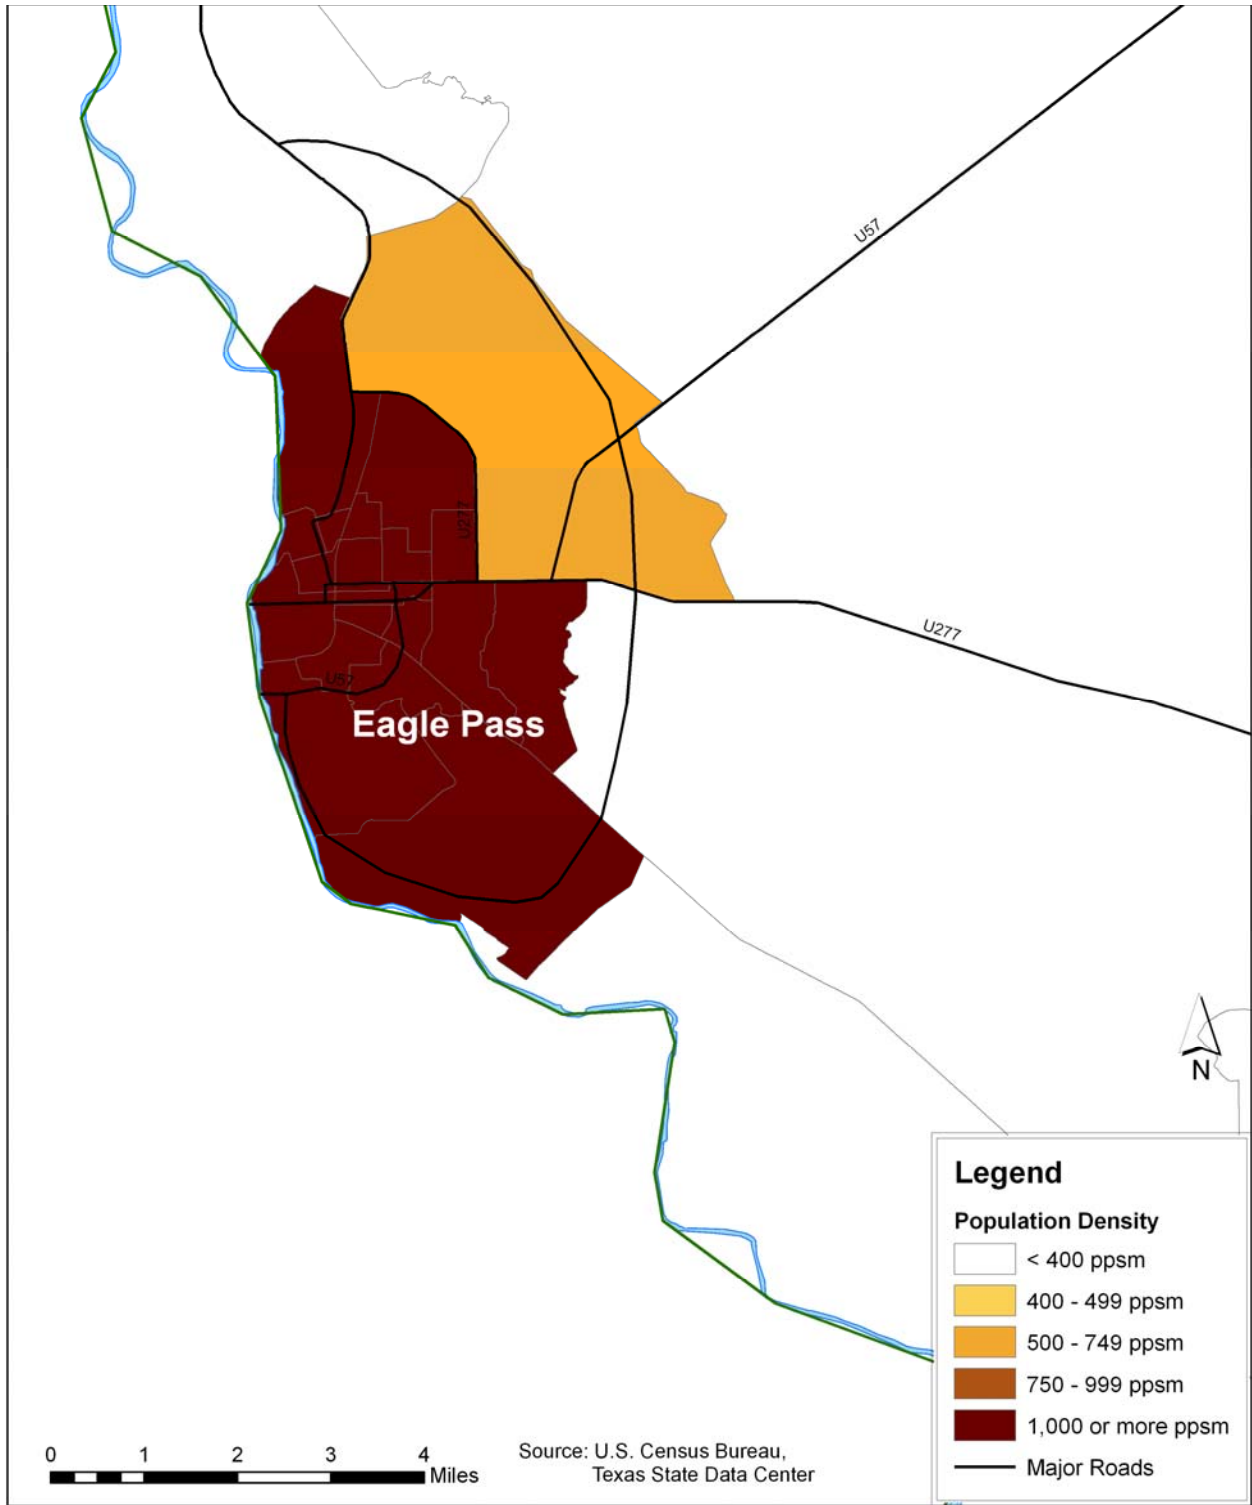 U57
U277
U277
U57
Eagle Pass
N
Legend
Population Density
< 400 ppsm
400 - 499 ppsm
500 - 749 ppsm
750 - 999 ppsm
1,000 or more ppsm
Major Roads
0 1 2 3 4
Miles
Source: U.S. Census Bureau,
Texas State Data Center